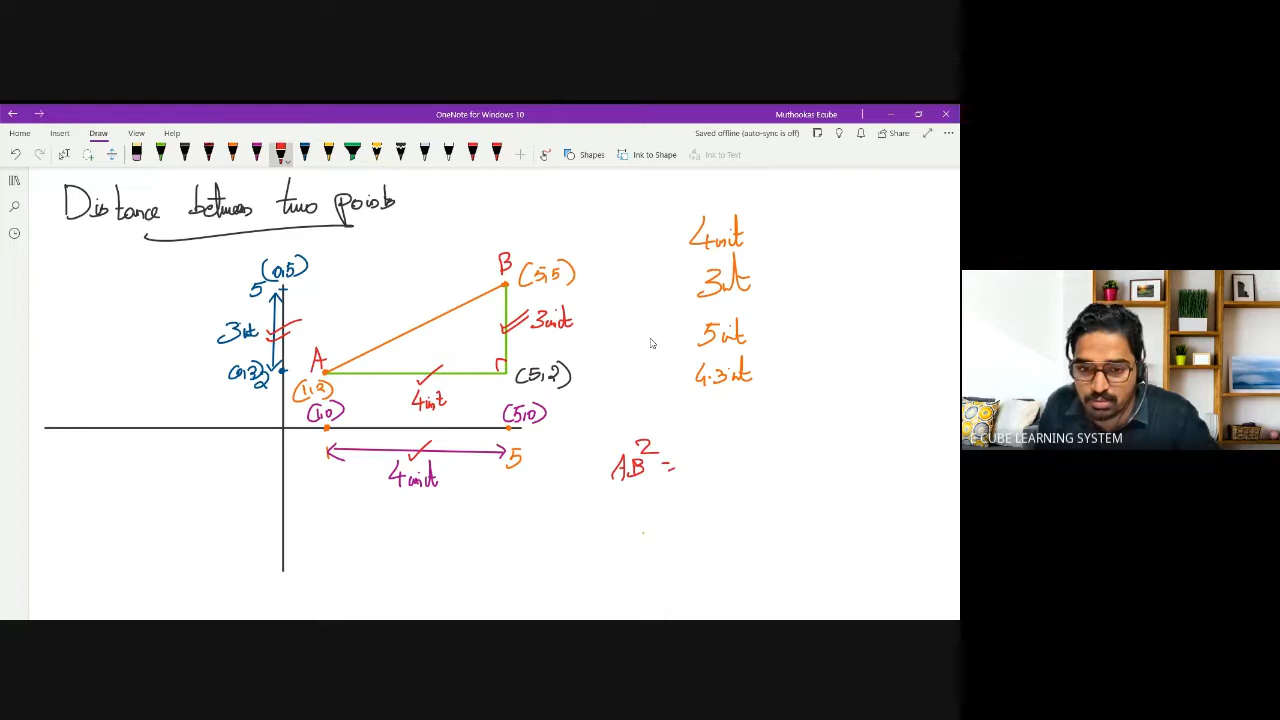 OneNote for Windows 10
Muthookas Ecube
Home Insert Draw View Help
Saved offline (auto-sync is off)
Share
Shapes
Ink to Shape
Ink to Text
Distance between two points
(0,5)
5
3 unit
(0,2)
2
B
(5,5)
3 unit
A
(1,2)
4 unit
(5,2)
(1,0)
(5,0)
1
5
4 unit
4 unit
3 unit
5 unit
4.3 unit
AB² =
E CUBE LEARNING SYSTEM